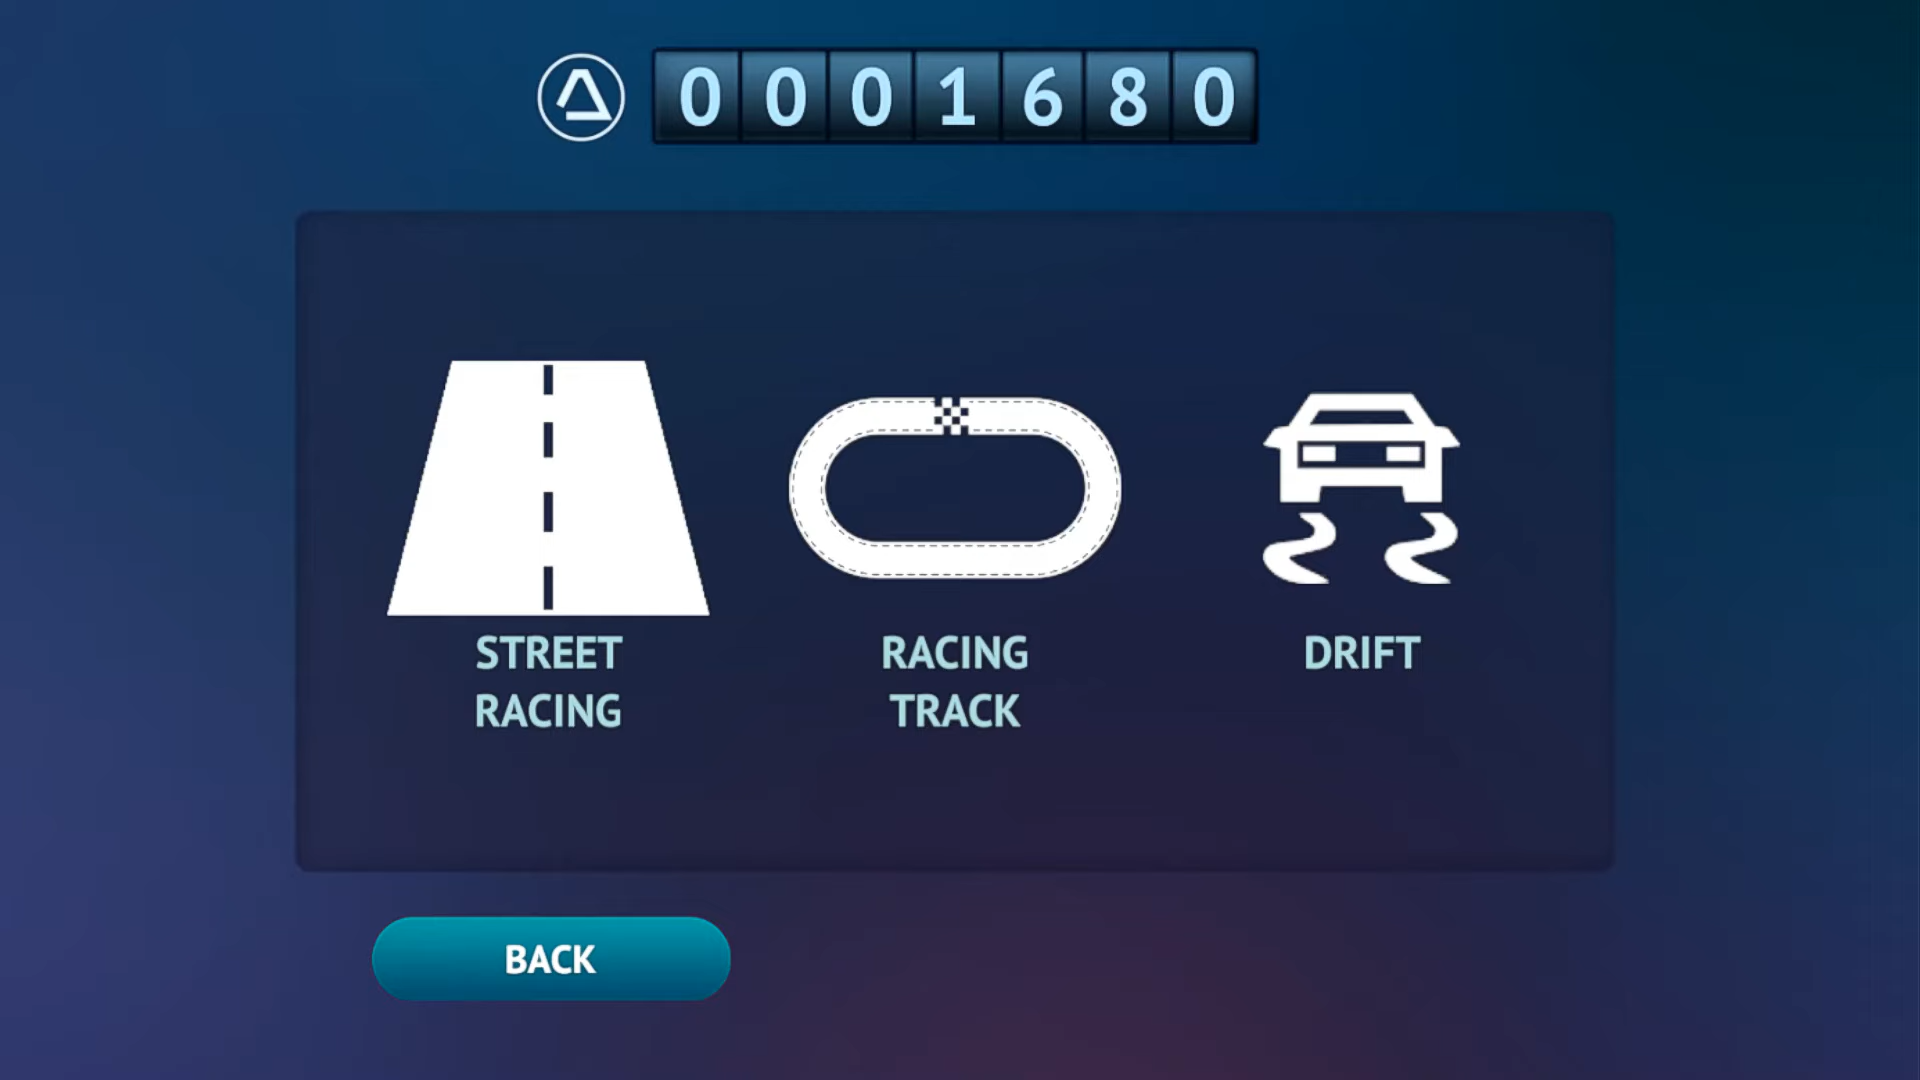 0001680
STREET
RACING
RACING
TRACK
DRIFT
BACK